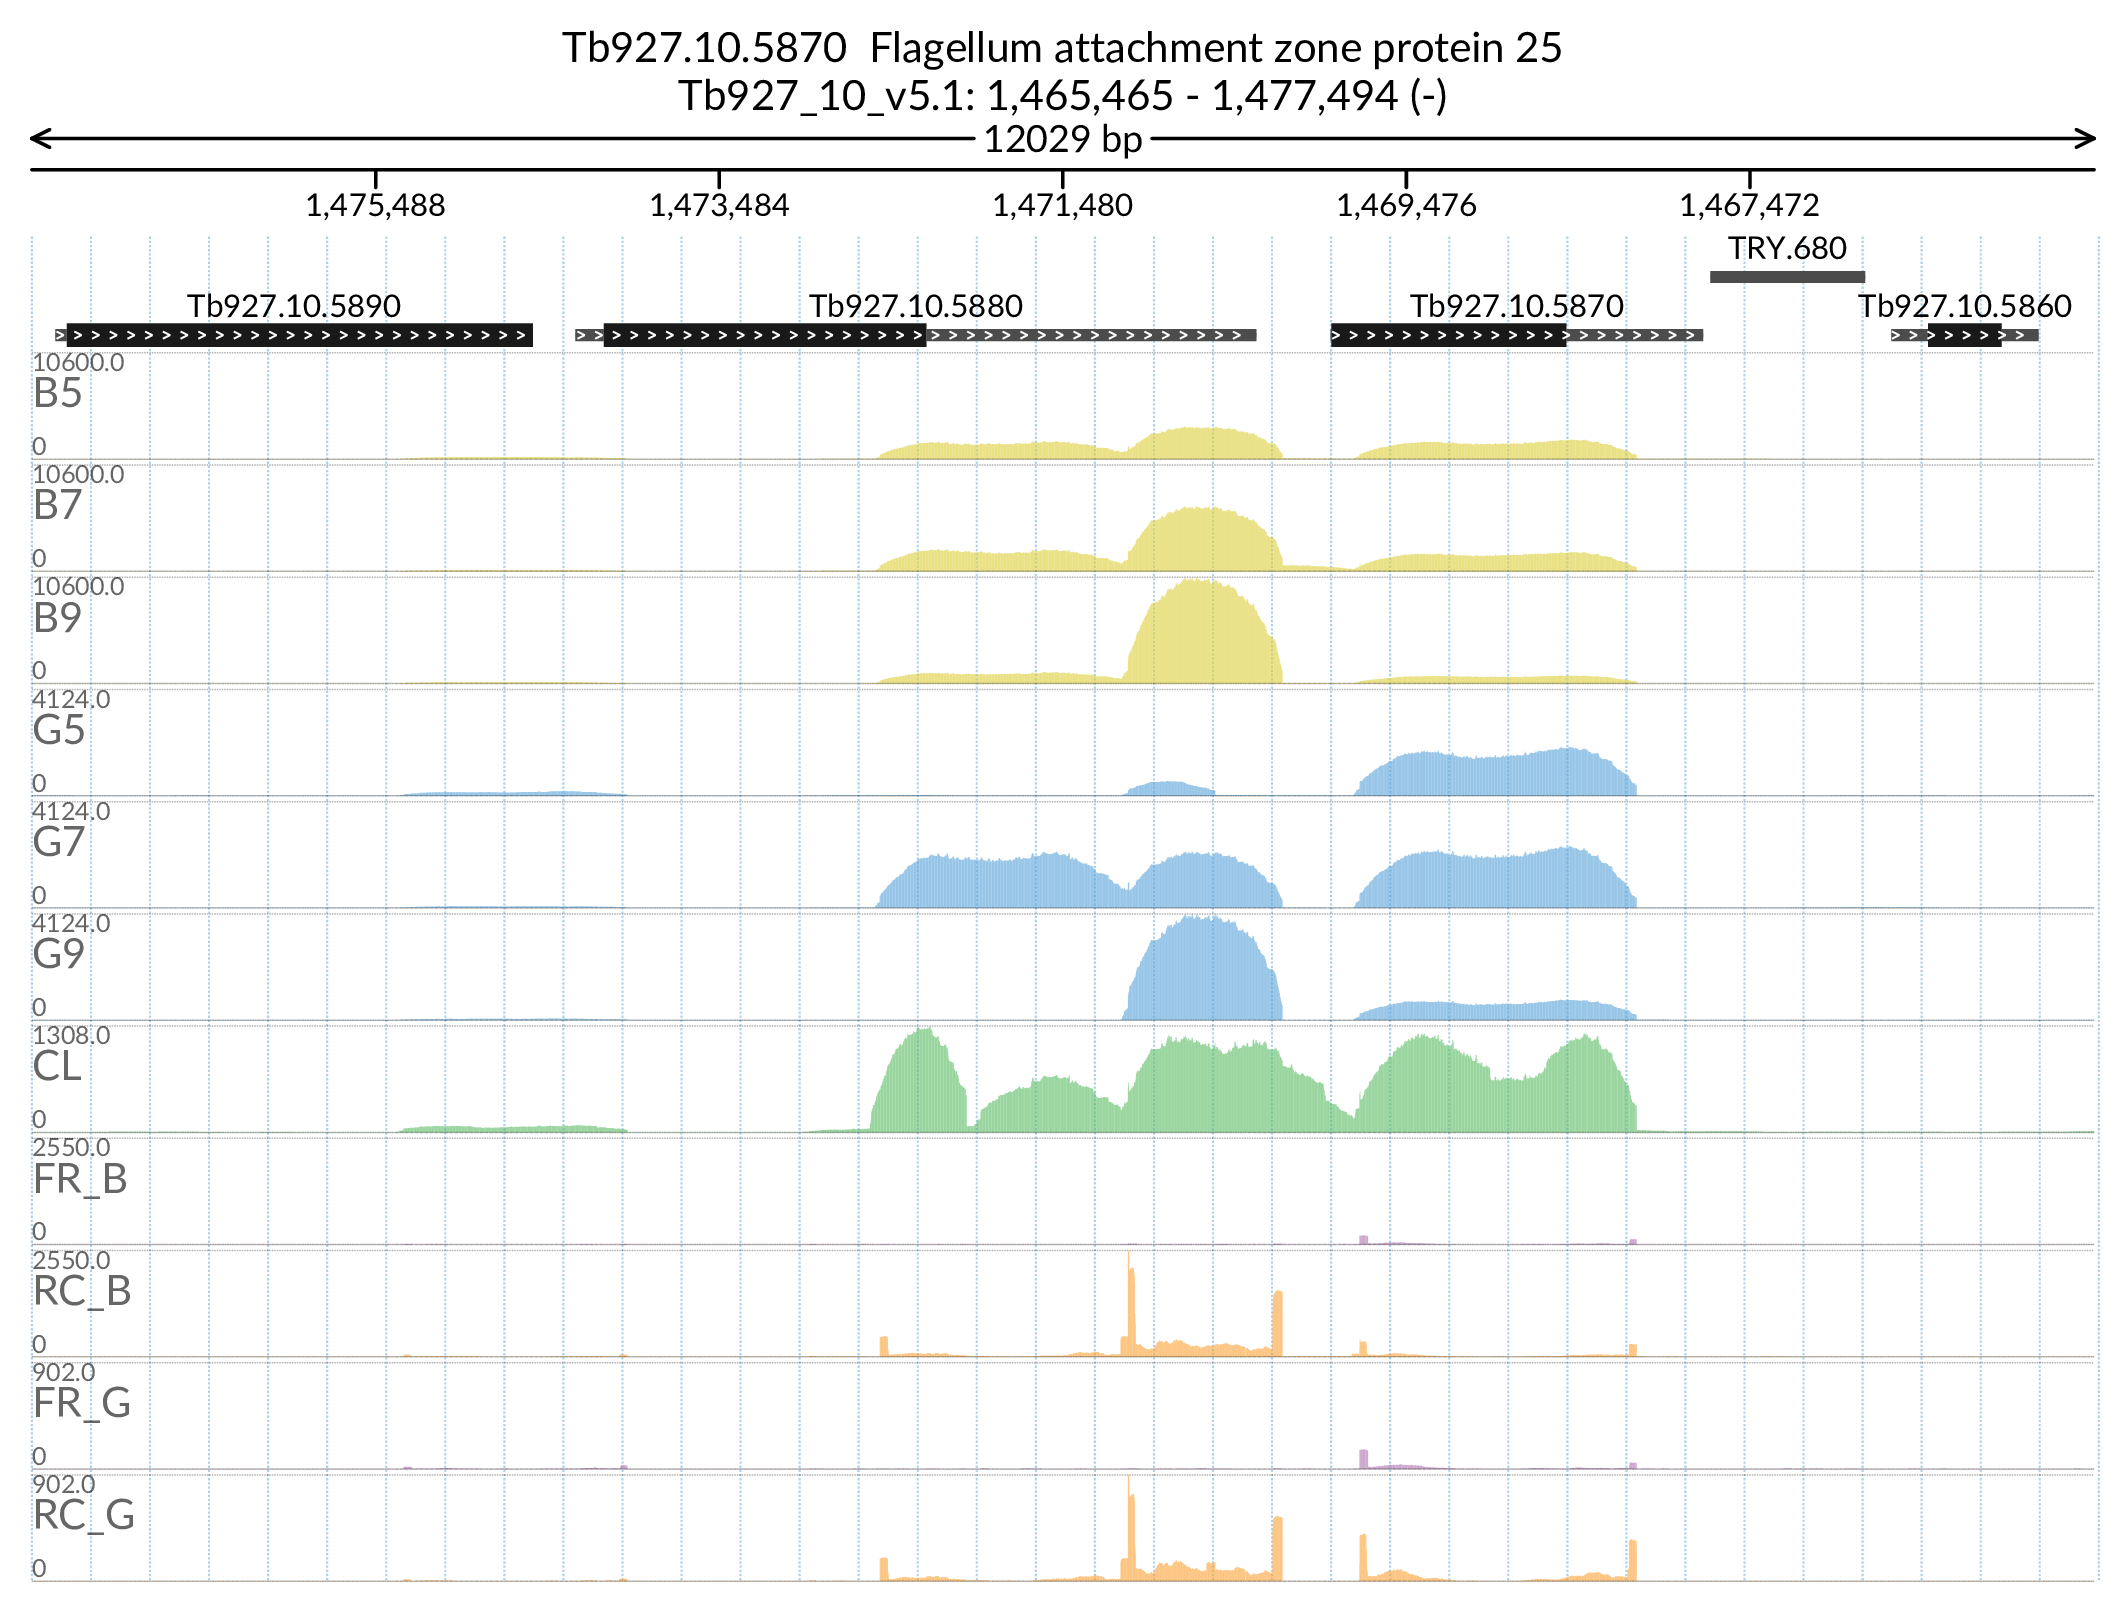 Tb927.10.5870  Flagellum attachment zone protein 25
Tb927_10_v5.1: 1,465,465 - 1,477,494 (-)
12029 bp
1,475,488 1,473,484 1,471,480 1,469,476 1,467,472
TRY.680
Tb927.10.5890 Tb927.10.5880 Tb927.10.5870 Tb927.10.5860
10600.0
B5
0
10600.0
B7
0
10600.0
B9
0
4124.0
G5
0
4124.0
G7
0
4124.0
G9
0
1308.0
CL
0
2550.0
FR_B
0
2550.0
RC_B
0
902.0
FR_G
0
902.0
RC_G
0